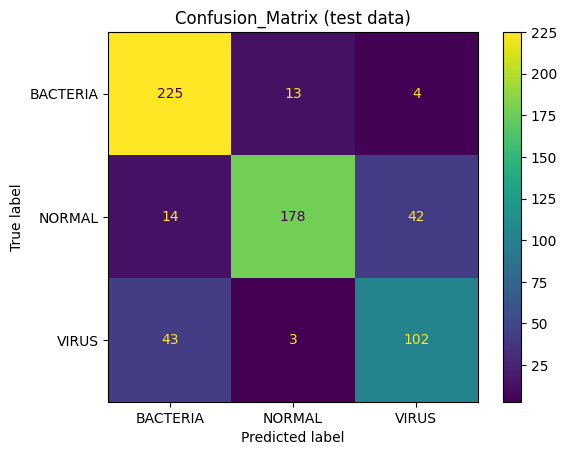 Confusion_Matrix (test data)
BACTERIA 225 13 4
NORMAL 14 178 42
VIRUS 43 3 102
BACTERIA NORMAL VIRUS
Predicted label
True label
225
200
175
150
125
100
75
50
25